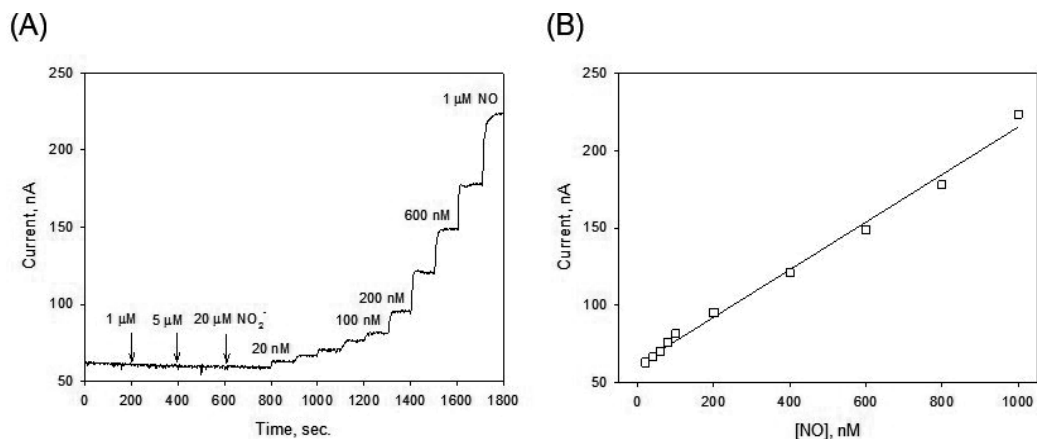 (A)
250
200
150
100
50
Current, nA
0 200 400 600 800 1000 1200 1400 1600 1800
Time, sec.
1 µM
5 µM
20 µM NO₂⁻
20 nM
100 nM
200 nM
600 nM
1 µM NO
(B)
250
200
150
100
50
Current, nA
0 200 400 600 800 1000
[NO], nM